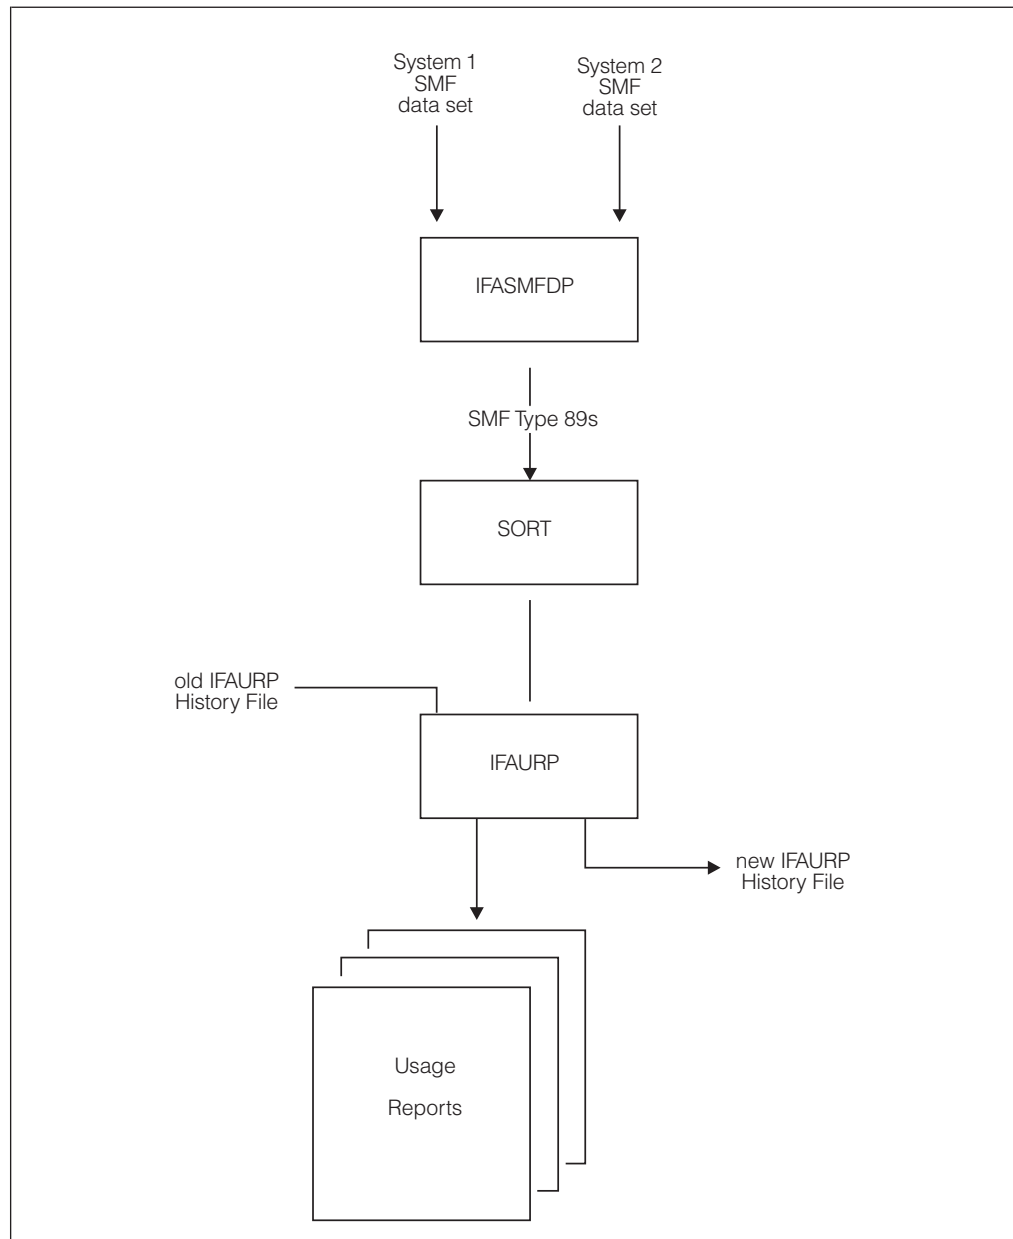 System 1
SMF
data set
System 2
SMF
data set
IFASMFDP
SMF Type 89s
SORT
old IFAURP
History File
IFAURP
new IFAURP
History File
Usage
Reports